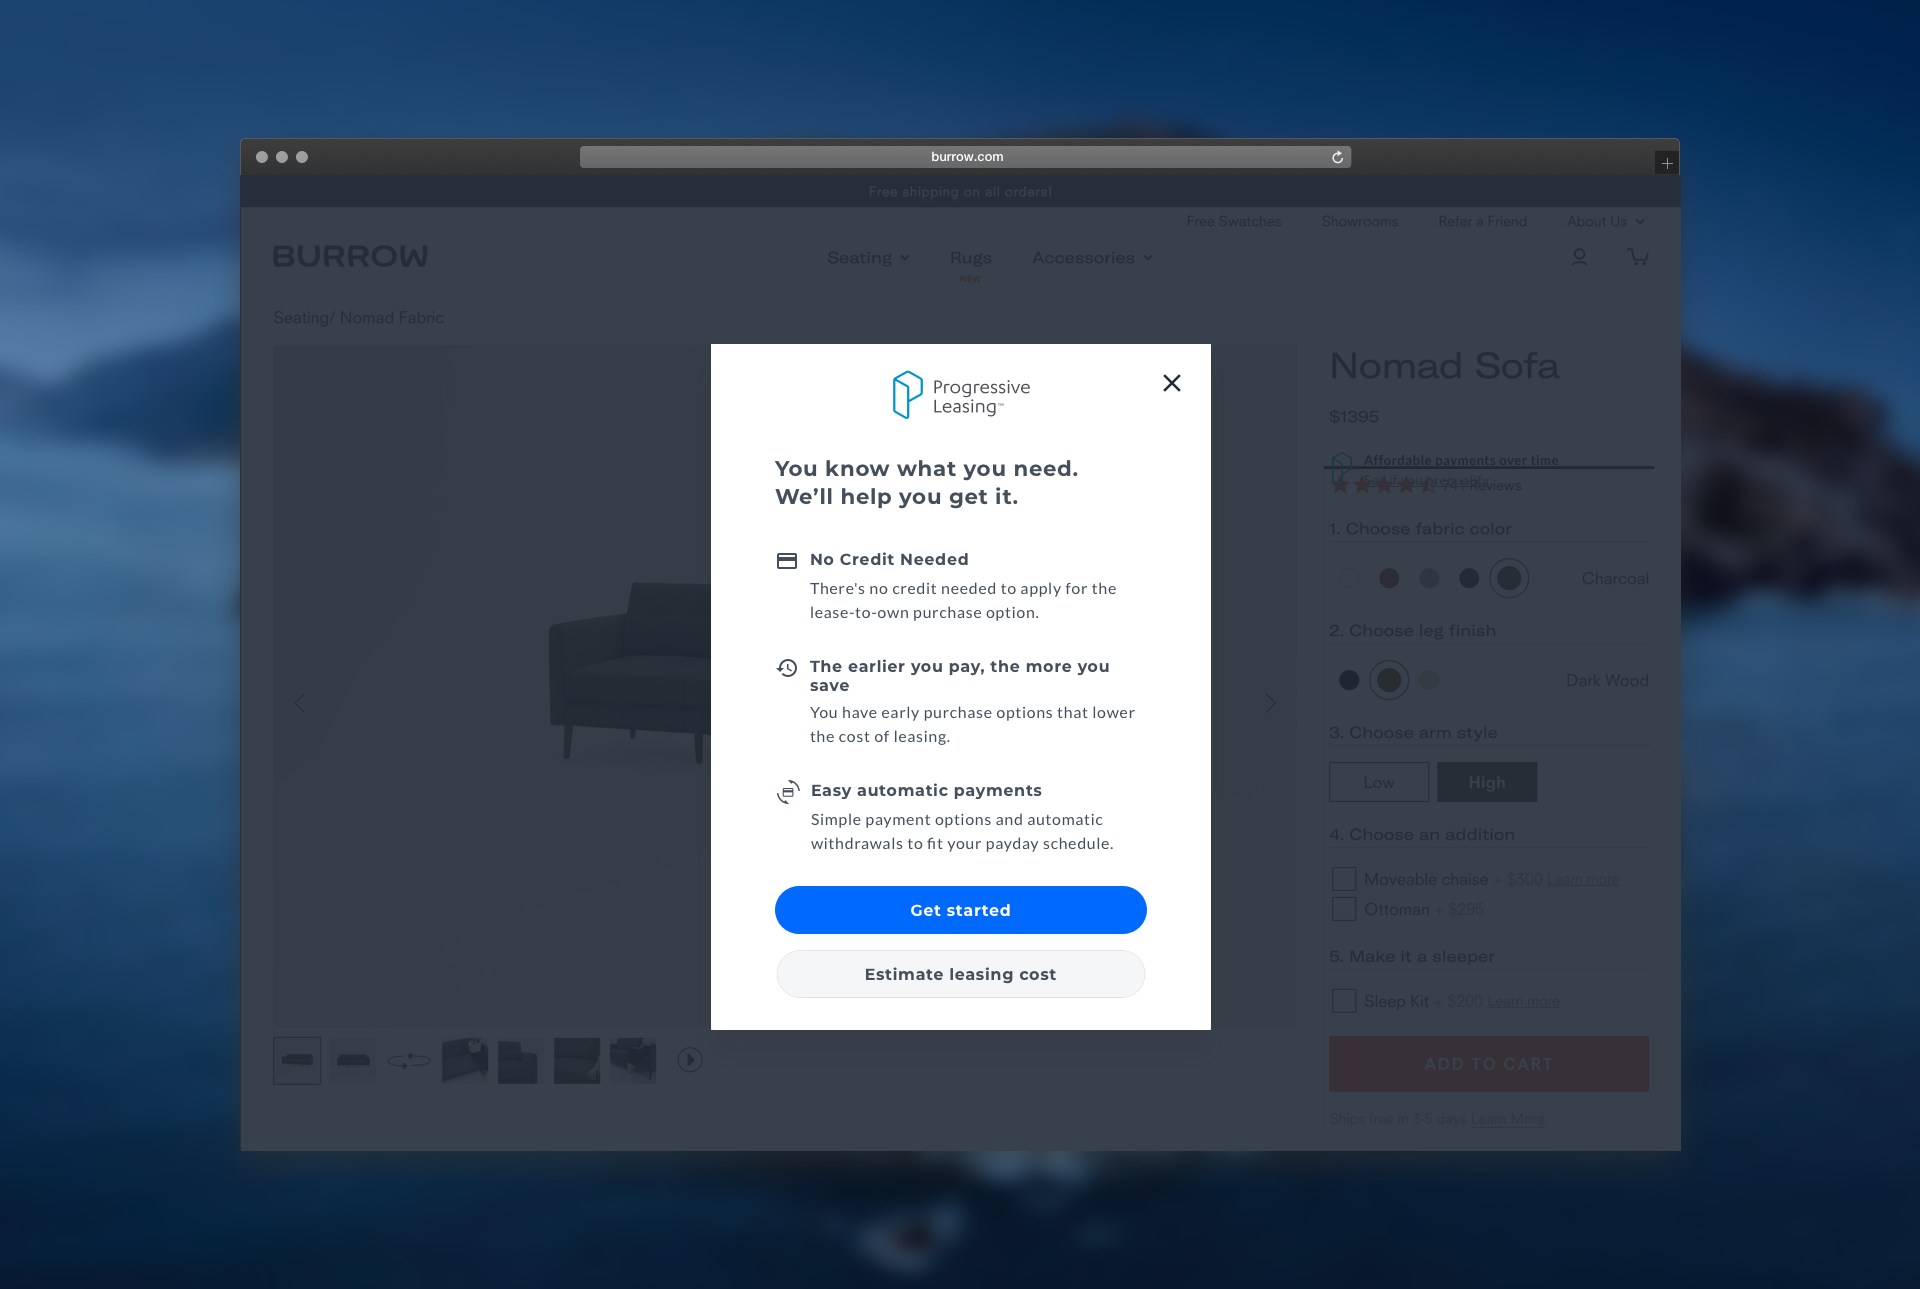 burrow.com
Free shipping on all orders!
Free Swatches Showrooms Refer a Friend About Us
BURROW
Seating Rugs Accessories
NEW
Seating/ Nomad Fabric
Progressive
Leasing™
You know what you need.
We’ll help you get it.
No Credit Needed
There's no credit needed to apply for the
lease-to-own purchase option.
The earlier you pay, the more you
save
You have early purchase options that lower
the cost of leasing.
Easy automatic payments
Simple payment options and automatic
withdrawals to fit your payday schedule.
Get started
Estimate leasing cost
Nomad Sofa
$1395
Affordable payments over time
See if you prequalify
741 Reviews
1. Choose fabric color
Charcoal
2. Choose leg finish
Dark Wood
3. Choose arm style
Low High
4. Choose an addition
Moveable chaise + $300 Learn more
Ottoman + $295
5. Make it a sleeper
Sleep Kit + $200 Learn more
ADD TO CART
Ships free in 3-5 days Learn More